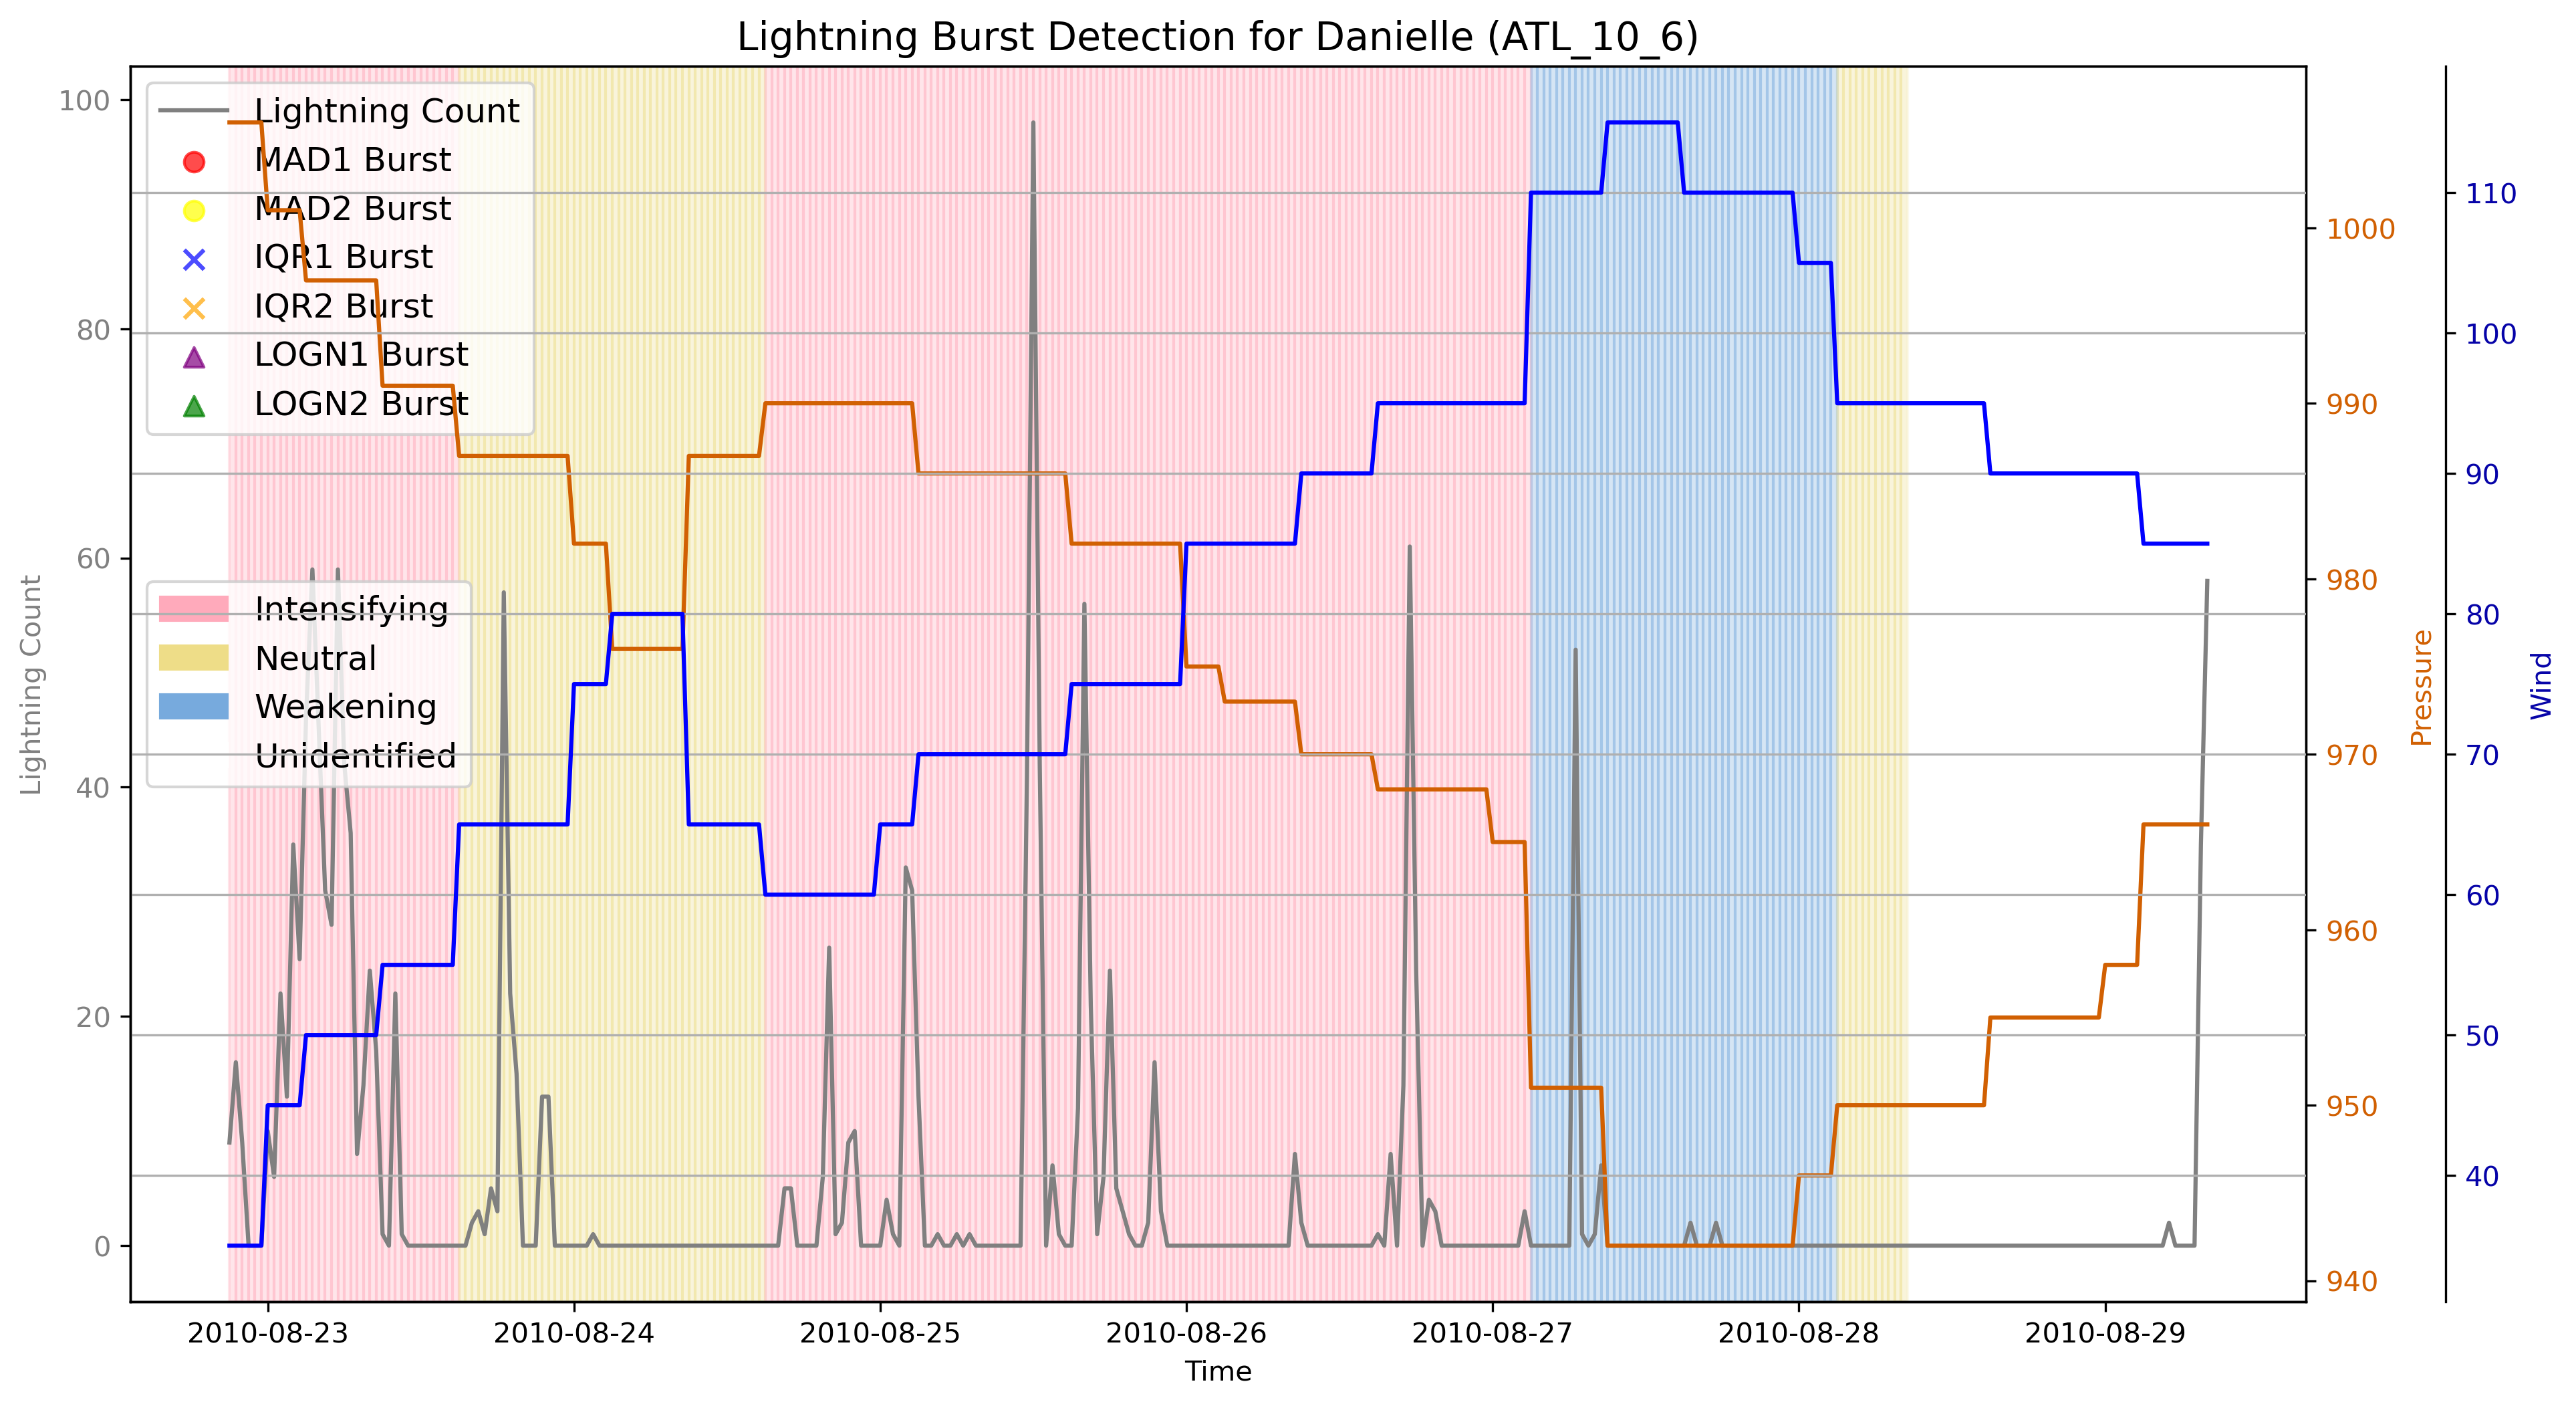 Lightning Burst Detection for Danielle (ATL_10_6)
Lightning Count
MAD1 Burst
MAD2 Burst
IQR1 Burst
IQR2 Burst
LOGN1 Burst
LOGN2 Burst
Intensifying
Neutral
Weakening
Unidentified
Lightning Count
100
80
60
40
20
0
2010-08-23
2010-08-24
2010-08-25
2010-08-26
2010-08-27
2010-08-28
2010-08-29
Time
1000
990
980
970
960
950
940
Pressure
110
100
90
80
70
60
50
40
Wind